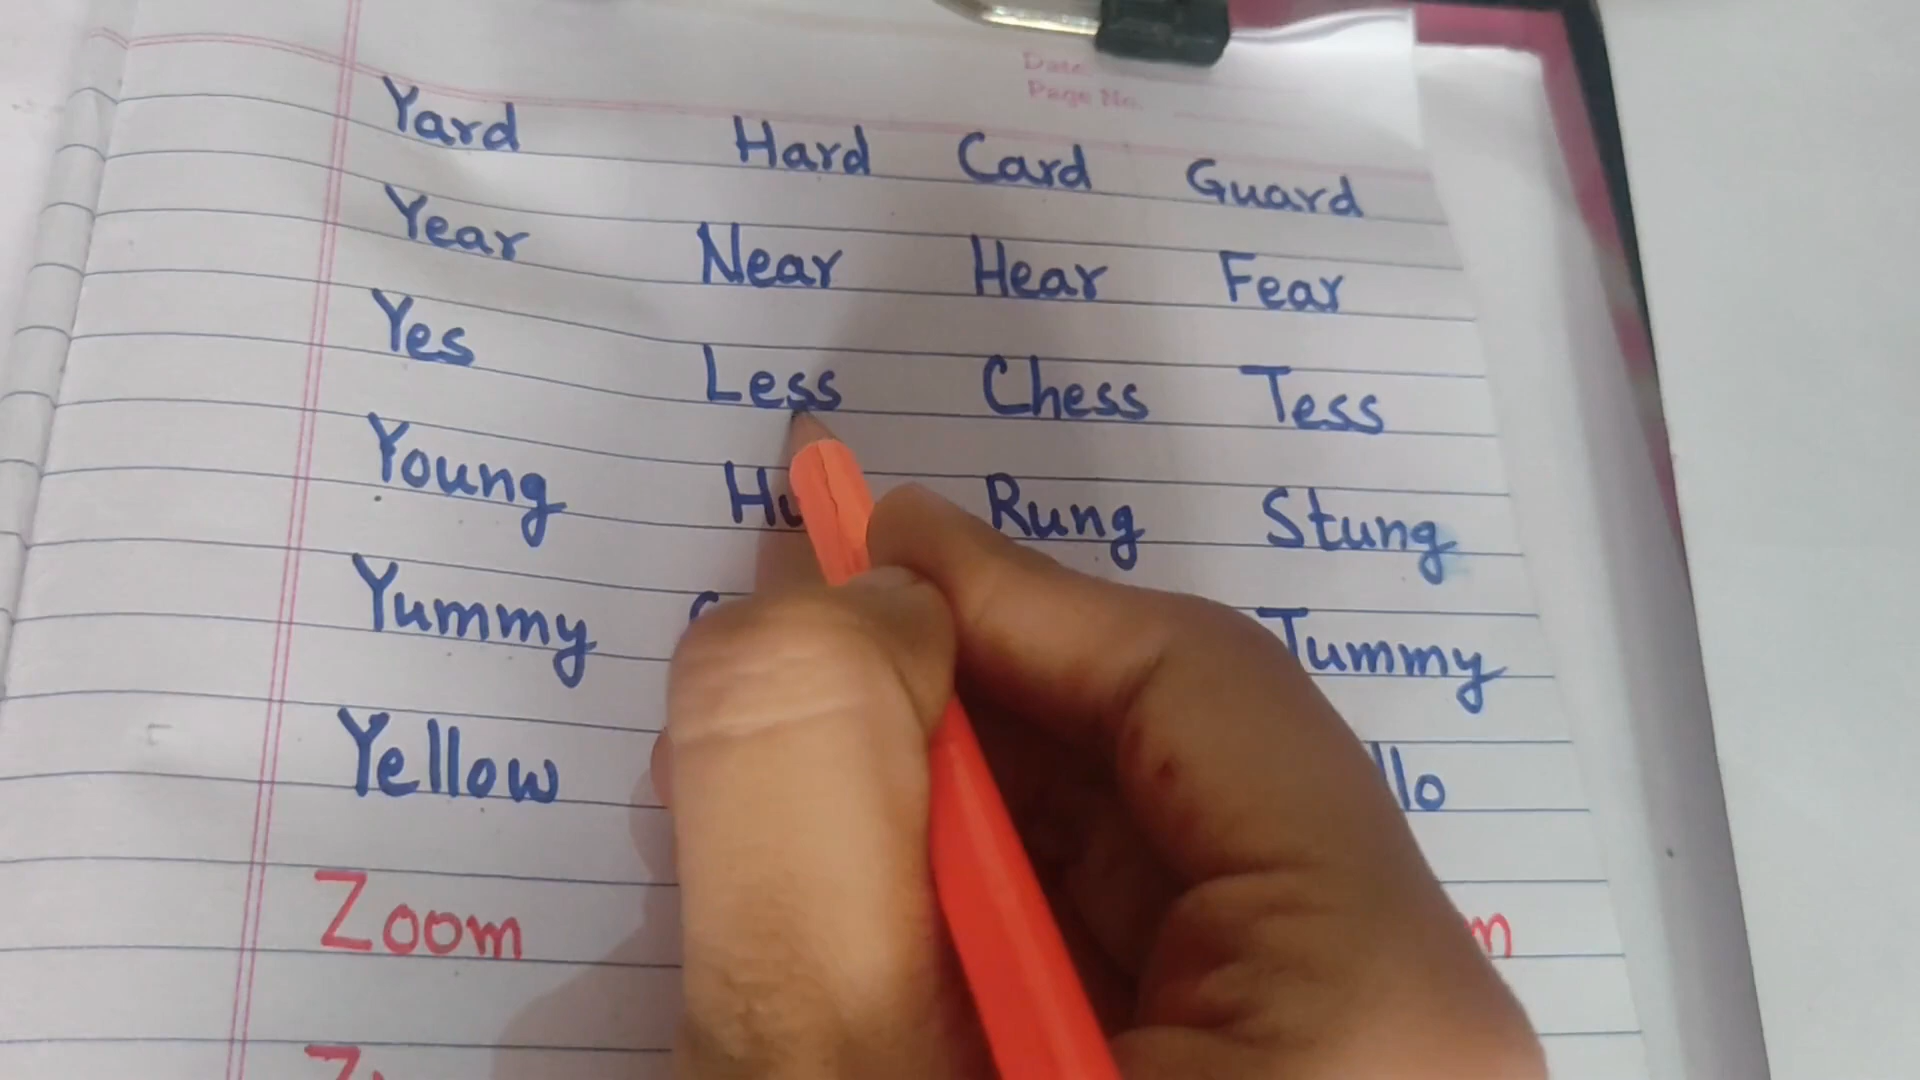 Date.
Page No.
Yard Hard Card Guard
Year Near Hear Fear
Yes Less Chess Tess
Young Rung Stung
Yummy Tummy
Yellow
Zoom